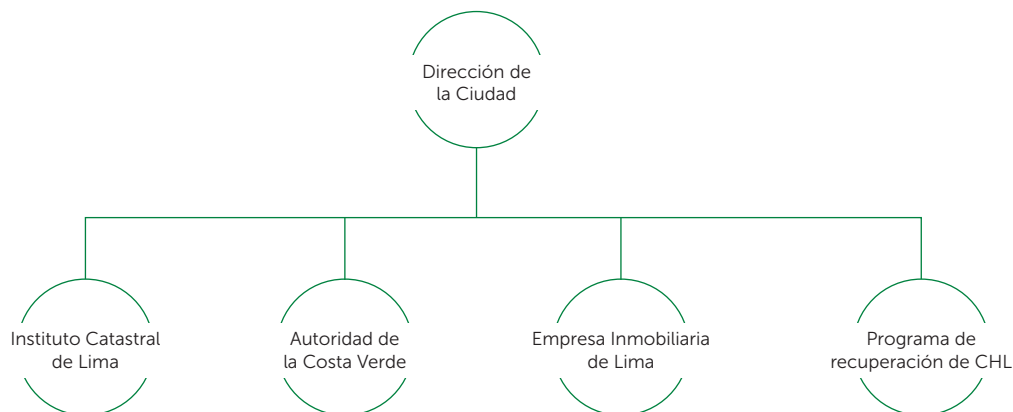 Dirección de
la Ciudad
Instituto Catastral
de Lima
Autoridad de
la Costa Verde
Empresa Inmobiliaria
de Lima
Programa de
recuperación de CHL